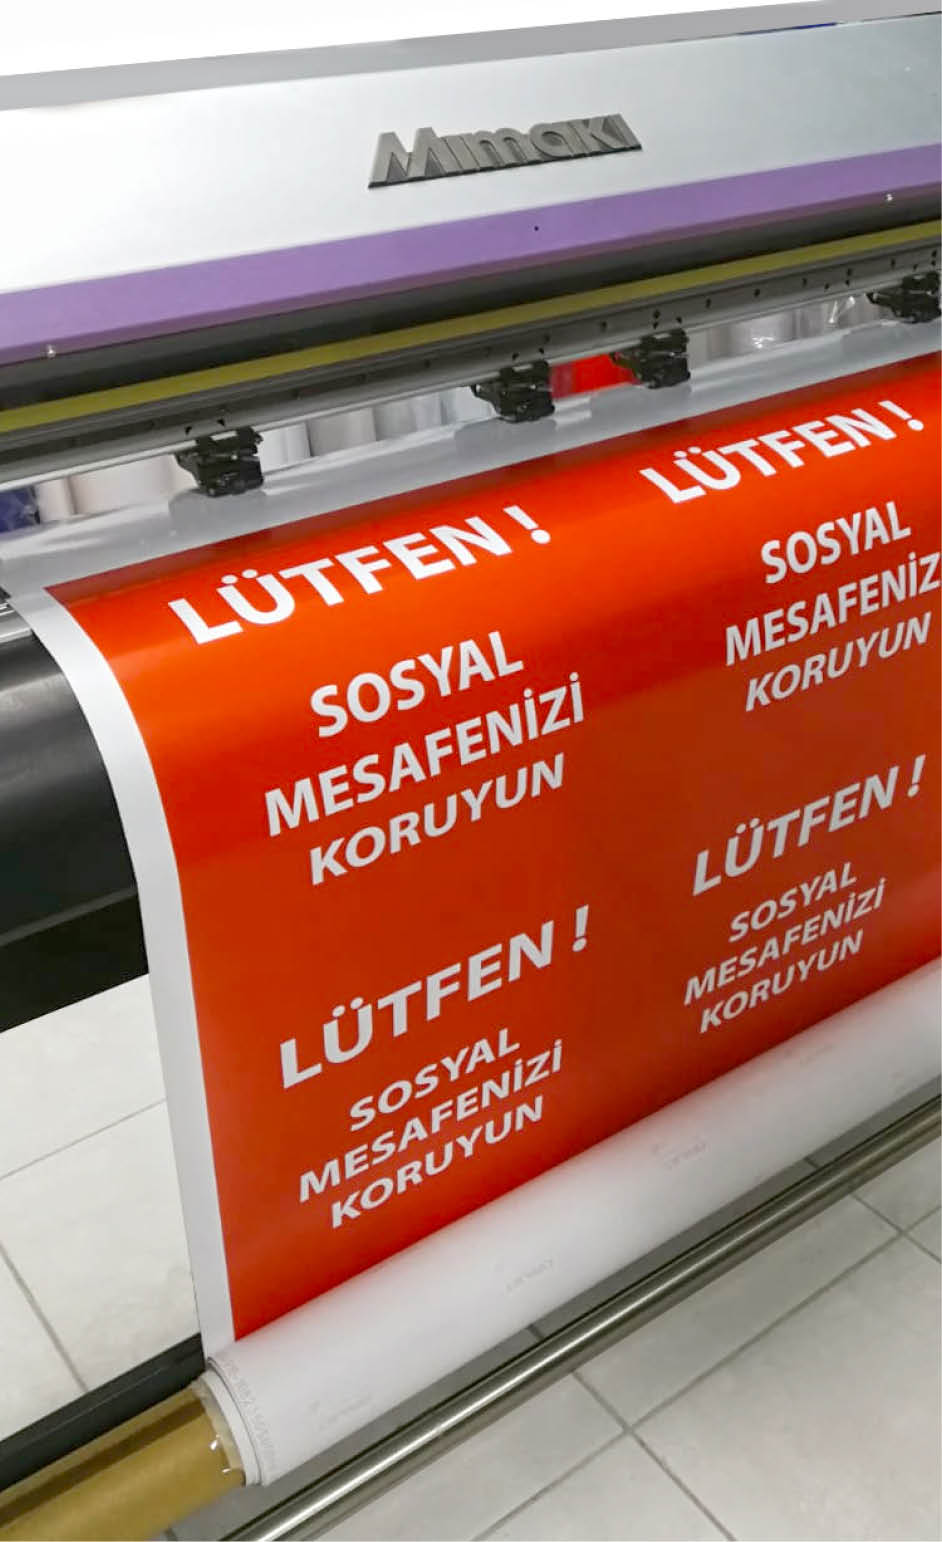 Mimaki
LÜTFEN !
SOSYAL
MESAFENİZİ
KORUYUN
LÜTFEN !
SOSYAL
MESAFENİZ
KORUYUN
LÜTFEN !
SOSYAL
MESAFENİZİ
KORUYUN
LÜTFEN !
SOSYAL
MESAFENİZİ
KORUYUN